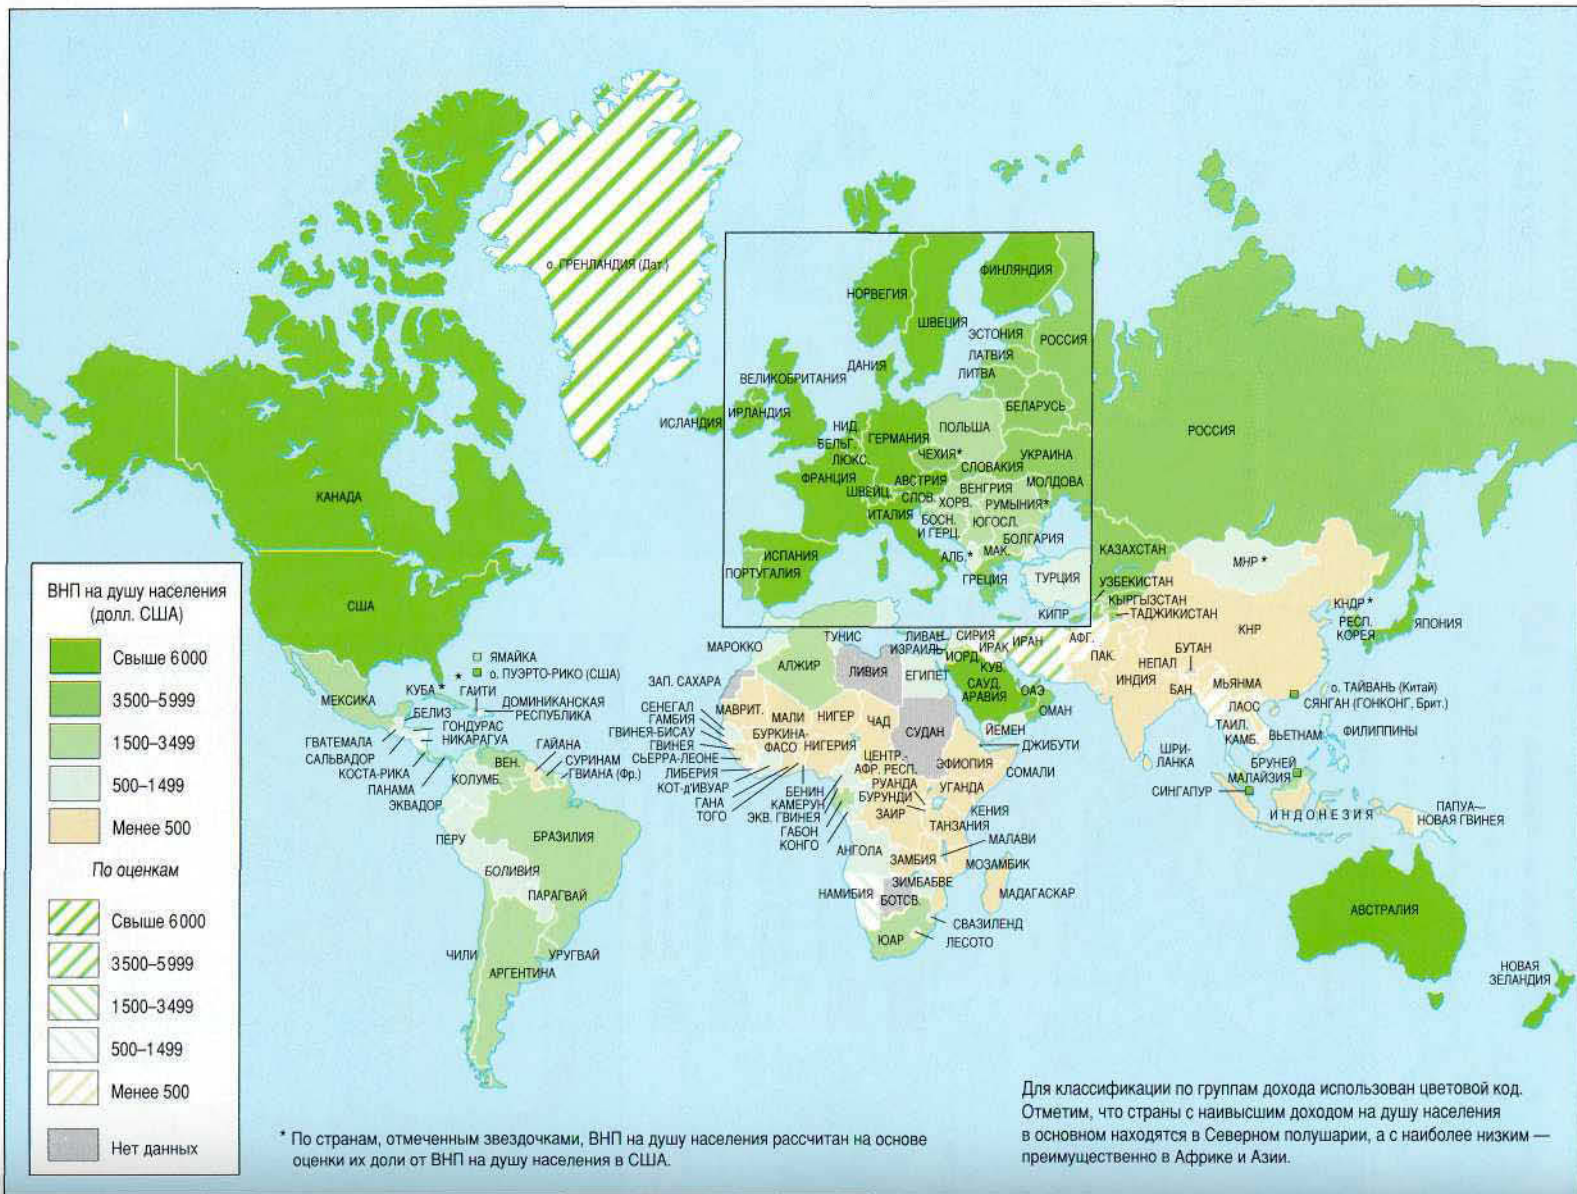 о. ГРЕНЛАНДИЯ (Дат.)
ФИНЛЯНДИЯ
НОРВЕГИЯ
ШВЕЦИЯ
ЭСТОНИЯ
РОССИЯ
ЛАТВИЯ
ДАНИЯ
ЛИТВА
ВЕЛИКОБРИТАНИЯ
БЕЛАРУСЬ
ИСЛАНДИЯ
ИРЛАНДИЯ
НИД.
ПОЛЬША
РОССИЯ
ГЕРМАНИЯ
БЕЛЬГ.
ЧЕХИЯ*
УКРАИНА
ЛЮКС.
СЛОВАКИЯ
ФРАНЦИЯ
АВСТРИЯ
МОЛДОВА
ШВЕЙЦ.
СЛОВ.
ВЕНГРИЯ
ХОРВ.
РУМЫНИЯ*
КАНАДА
ИТАЛИЯ
БОСН.
И ГЕРЦ.
ЮГОСЛ.
БОЛГАРИЯ
ИСПАНИЯ
АЛБ.*
МАК.
КАЗАХСТАН
МНР *
ПОРТУГАЛИЯ
ГРЕЦИЯ
ТУРЦИЯ
УЗБЕКИСТАН
КЫРГЫЗСТАН
ТАДЖИКИСТАН
КНДР *
РЕСП.
КОРЕЯ
ЯПОНИЯ
США
КИПР
КНР
МАРОККО
ТУНИС
ЛИВАН
ИЗРАИЛЬ
СИРИЯ
ИРАК
ИРАН
АФГ.
ИОРД.
ПАК.
БУТАН
НЕПАЛ
АЛЖИР
ЛИВИЯ
ЕГИПЕТ
КУВ.
САУД.
АРАВИЯ
ОАЭ
ИНДИЯ
БАН.
МЬЯНМА
о. ТАЙВАНЬ (Китай)
СЯНГАН (ГОНКОНГ, Брит.)
ЯМАЙКА
о. ПУЭРТО-РИКО (США)
МЕКСИКА
КУБА *
*
ГАИТИ
ДОМИНИКАНСКАЯ
РЕСПУБЛИКА
БЕЛИЗ
ГОНДУРАС
НИКАРАГУА
ГВАТЕМАЛА
САЛЬВАДОР
КОСТА-РИКА
ПАНАМА
ЭКВАДОР
ВЕН.
КОЛУМБ.
ГАЙАНА
СУРИНАМ
ГВИАНА (Фр.)
ЗАП. САХАРА
МАВРИТ.
МАЛИ
НИГЕР
ЧАД
СУДАН
ОМАН
ЙЕМЕН
ДЖИБУТИ
ЛАОС
ТАИЛ.
КАМБ.
ВЬЕТНАМ
ФИЛИППИНЫ
СЕНЕГАЛ
ГАМБИЯ
ГВИНЕЯ-БИСАУ
ГВИНЕЯ
СЬЕРРА-ЛЕОНЕ
ЛИБЕРИЯ
КОТ-д'ИВУАР
ГАНА
ТОГО
БУРКИНА-
ФАСО
НИГЕРИЯ
ЦЕНТР.-
АФР. РЕСП.
ЭФИОПИЯ
СОМАЛИ
ШРИ-
ЛАНКА
БРУНЕЙ
МАЛАЙЗИЯ
СИНГАПУР
ИНДОНЕЗИЯ
ПАПУА—
НОВАЯ ГВИНЕЯ
БЕНИН
КАМЕРУН
ЭКВ. ГВИНЕЯ
ГАБОН
КОНГО
РУАНДА
БУРУНДИ
ЗАИР
УГАНДА
КЕНИЯ
ТАНЗАНИЯ
МАЛАВИ
ПЕРУ
БРАЗИЛИЯ
БОЛИВИЯ
ПАРАГВАЙ
ЧИЛИ
УРУГВАЙ
АРГЕНТИНА
АНГОЛА
ЗАМБИЯ
МОЗАМБИК
ЗИМБАБВЕ
НАМИБИЯ
БОТСВ.
МАДАГАСКАР
СВАЗИЛЕНД
ЛЕСОТО
ЮАР
АВСТРАЛИЯ
НОВАЯ
ЗЕЛАНДИЯ
ВНП на душу населения
(долл. США)
Свыше 6000
3500–5999
1500–3499
500–1499
Менее 500
По оценкам
Свыше 6000
3500–5999
1500–3499
500–1499
Менее 500
Нет данных
* По странам, отмеченным звездочками, ВНП на душу населения рассчитан на основе
оценки их доли от ВНП на душу населения в США.
Для классификации по группам дохода использован цветовой код.
Отметим, что страны с наивысшим доходом на душу населения
в основном находятся в Северном полушарии, а с наиболее низким —
преимущественно в Африке и Азии.